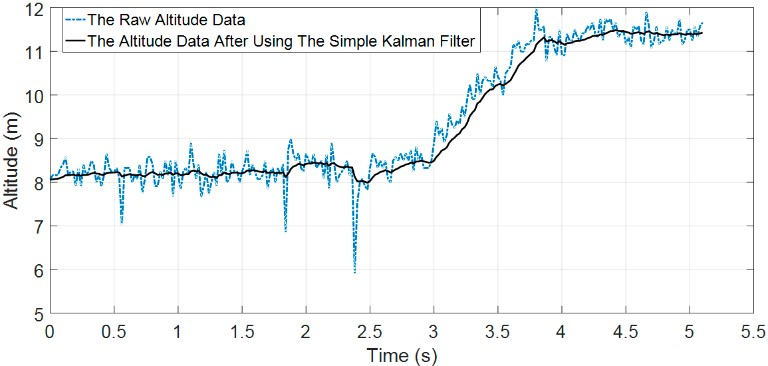 12
11
10
9
8
7
6
5
Altitude (m)
The Raw Altitude Data
The Altitude Data After Using The Simple Kalman Filter
0 0.5 1 1.5 2 2.5 3 3.5 4 4.5 5 5.5
Time (s)